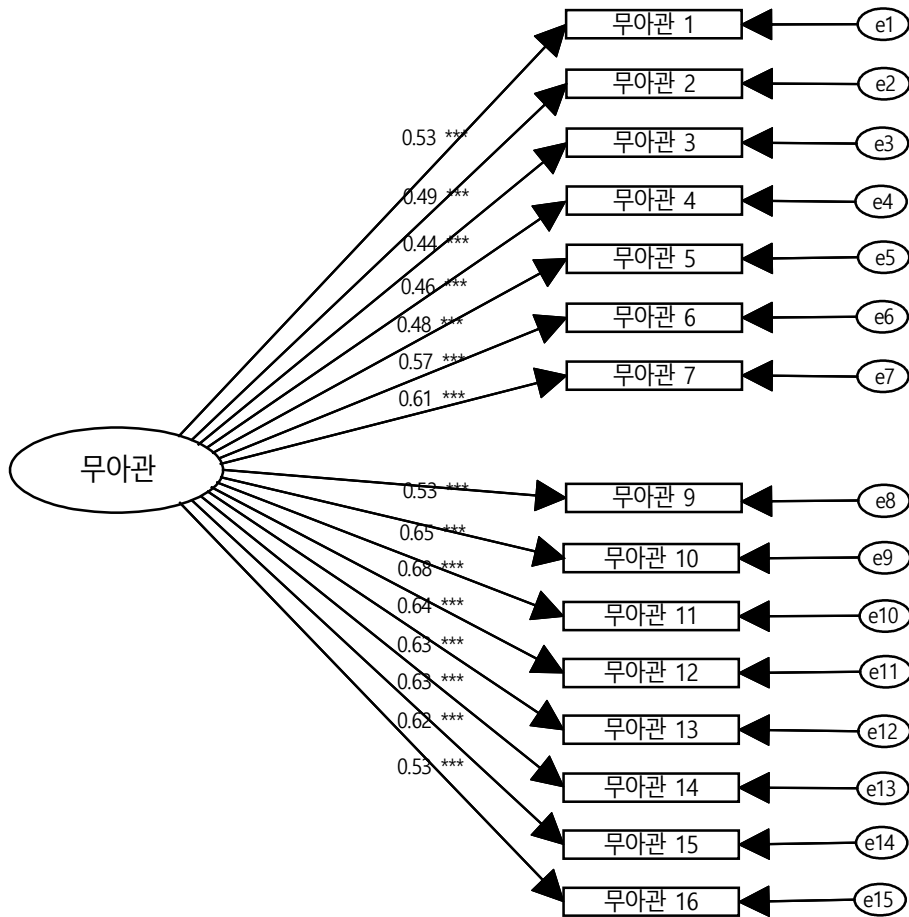 무아관 1
e1
무아관 2
e2
0.53 ***
무아관 3
e3
0.49 ***
무아관 4
e4
0.44 ***
무아관 5
e5
0.46 ***
무아관 6
e6
0.48 ***
0.57 ***
무아관 7
e7
0.61 ***
무아관
0.53 ***
무아관 9
e8
0.65 ***
무아관 10
e9
0.68 ***
무아관 11
e10
0.64 ***
0.63 ***
무아관 12
e11
0.63 ***
무아관 13
e12
0.62 ***
0.53 ***
무아관 14
e13
무아관 15
e14
무아관 16
e15